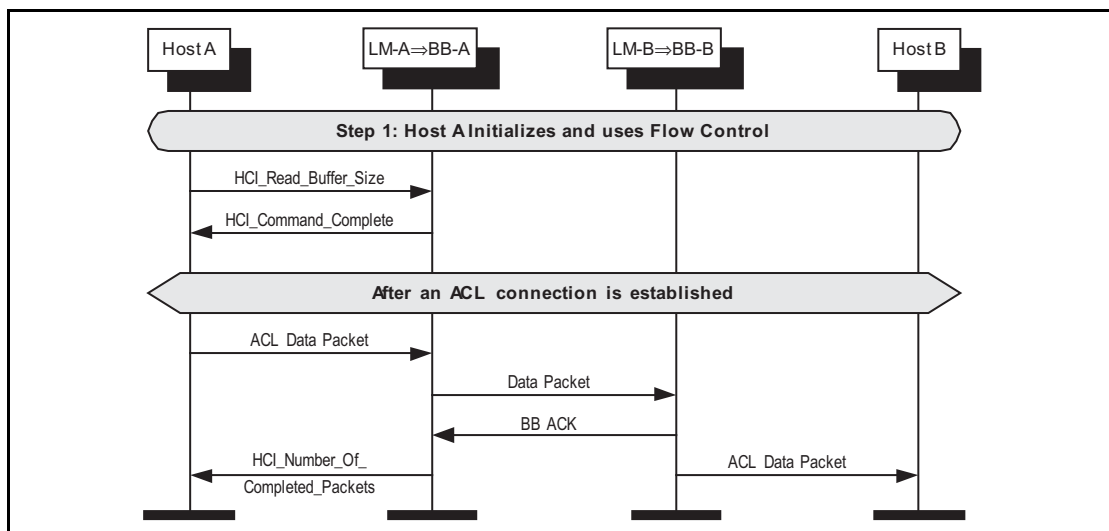 Host A
LM-A⇒BB-A
LM-B⇒BB-B
Host B
Step 1: Host A Initializes and uses Flow Control
HCI_Read_Buffer_Size
HCI_Command_Complete
After an ACL connection is established
ACL Data Packet
Data Packet
BB ACK
HCI_Number_Of_
Completed_Packets
ACL Data Packet